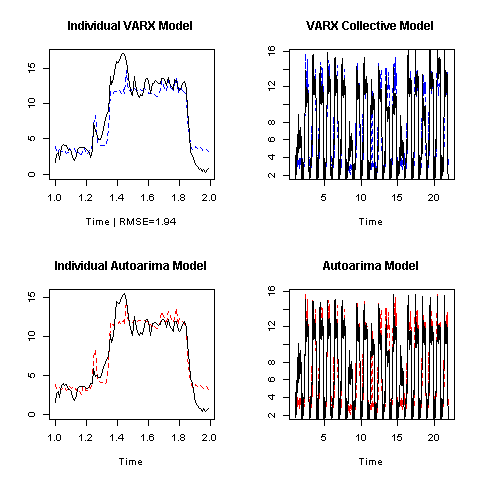 Individual VARX Model
15
10
5
0
1.0 1.2 1.4 1.6 1.8 2.0
Time | RMSE=1.94
VARX Collective Model
16
12
8
6
4
2
5 10 15 20
Time
Individual Autoarima Model
15
10
5
0
1.0 1.2 1.4 1.6 1.8 2.0
Time
Autoarima Model
16
12
8
6
4
2
5 10 15 20
Time